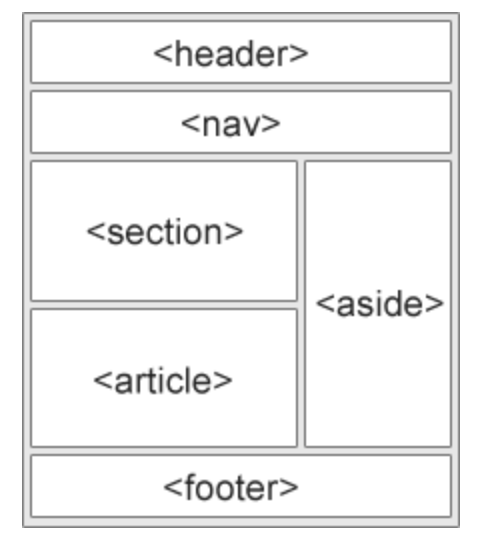 <header>
<nav>
<section>
<aside>
<article>
<footer>